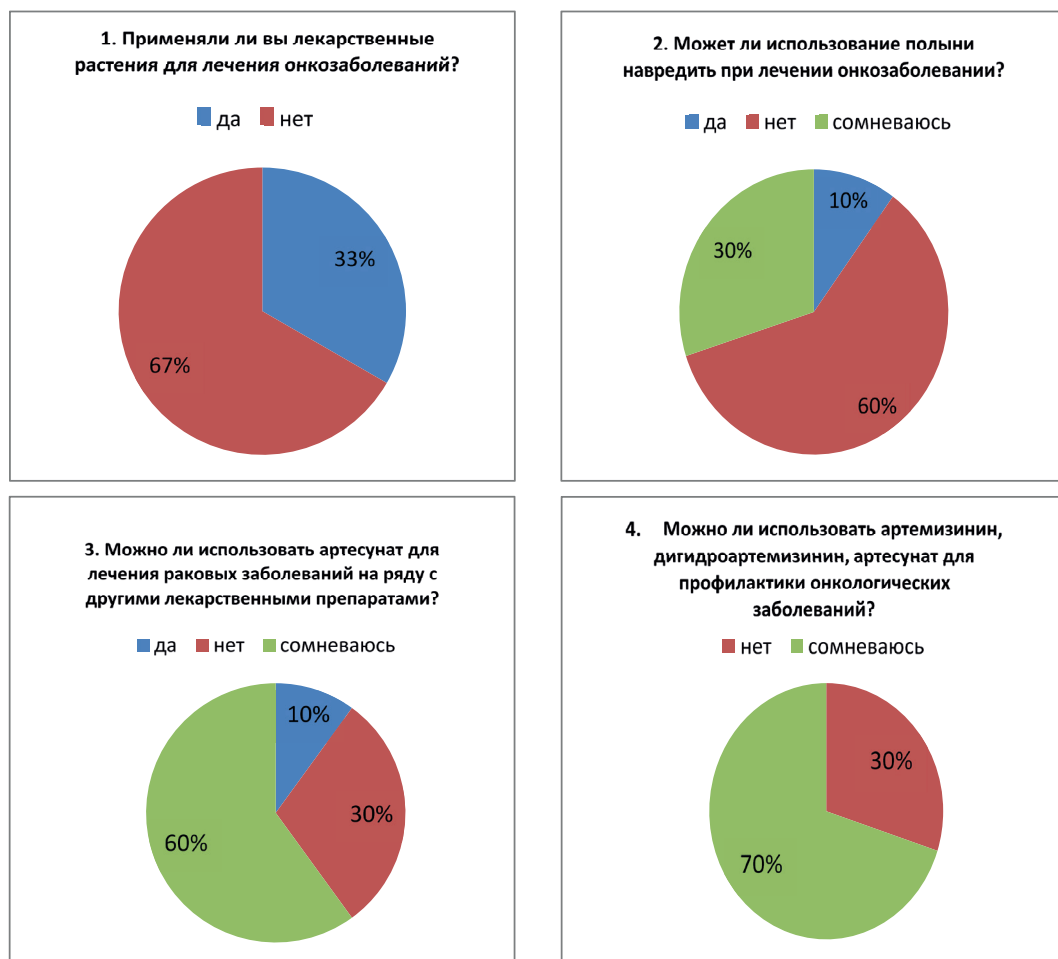 1. Применяли ли вы лекарственные
растения для лечения онкозаболеваний?
да нет
33%
67%
2. Может ли использование полыни
навредить при лечении онкозаболевании?
да нет сомневаюсь
10%
30%
60%
3. Можно ли использовать артесунат для
лечения раковых заболеваний на ряду с
другими лекарственными препаратами?
да нет сомневаюсь
10%
30%
60%
4. Можно ли использовать артемизинин,
дигидроартемизинин, артесунат для
профилактики онкологических
заболеваний?
нет сомневаюсь
30%
70%